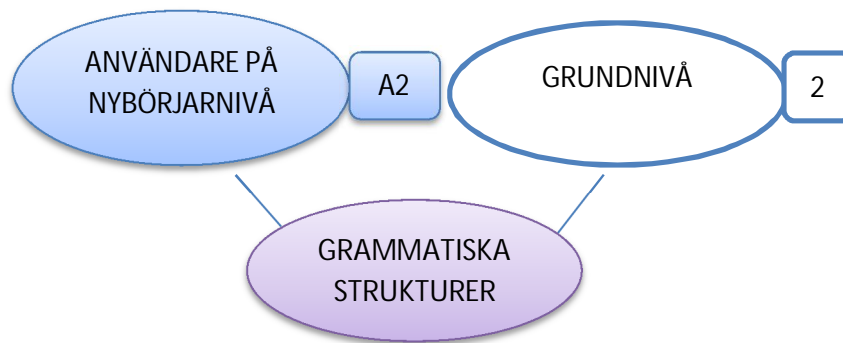 ANVÄNDARE PÅ
NYBÖRJARNIVÅ
A2
GRUNDNIVÅ
2
GRAMMATISKA
STRUKTURER